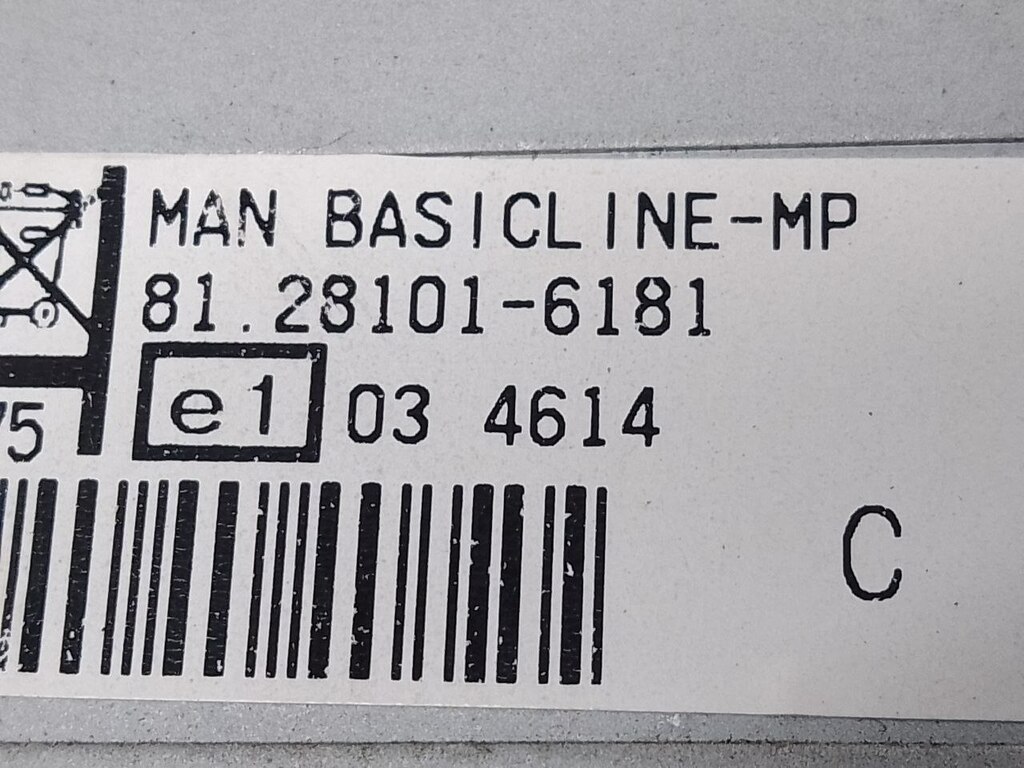 MAN BASICLINE-MP
81.28101-6181
75 e1 03 4614
C